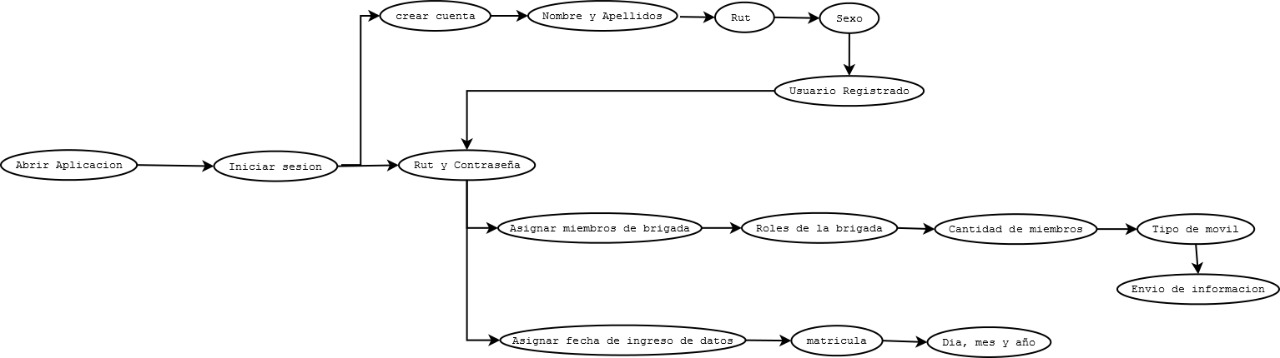 crear cuenta
Nombre y Apellidos
Rut
Sexo
Usuario Registrado
Abrir Aplicacion
Iniciar sesion
Rut y Contraseña
Asignar miembros de brigada
Roles de la brigada
Cantidad de miembros
Tipo de movil
Envio de informacion
Asignar fecha de ingreso de datos
matricula
Dia, mes y año